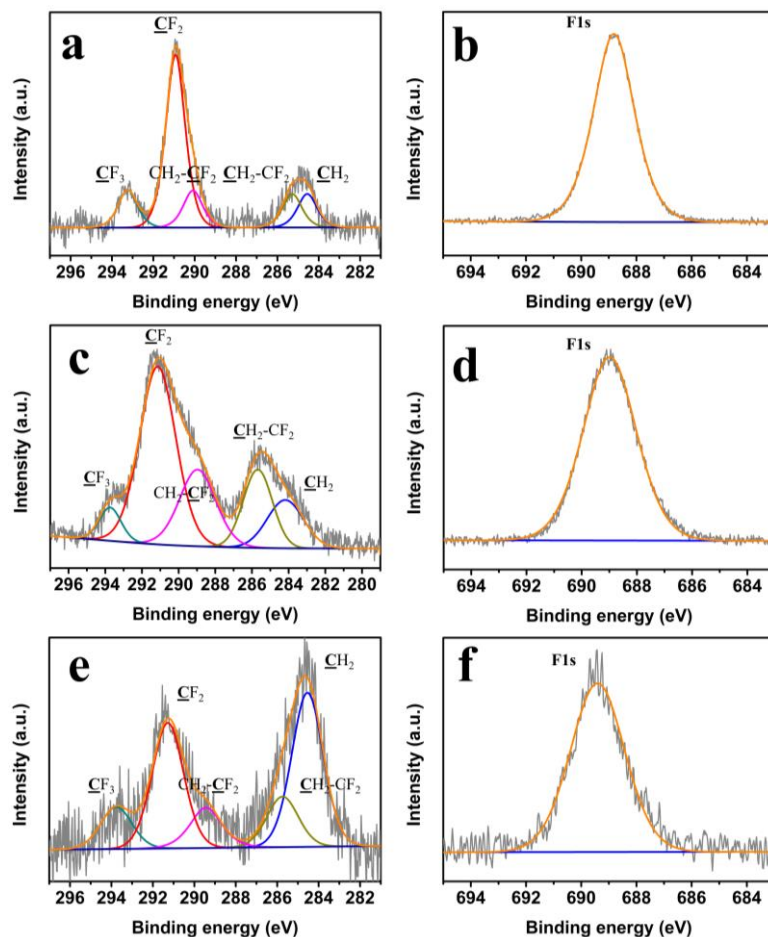 a
CF₂
CF₃
CH₂-CF₂
CH₂-CF₂
CH₂
Intensity (a.u.)
296 294 292 290 288 286 284 282
Binding energy (eV)
b
F1s
Intensity (a.u.)
694 692 690 688 686 684
Binding energy (eV)
c
CF₂
CF₃
CH₂-CF₂
CH₂-CF₂
CH₂
Intensity (a.u.)
296 294 292 290 288 286 284 282 280
Binding energy (eV)
d
F1s
Intensity (a.u.)
694 692 690 688 686 684
Binding energy (eV)
e
CF₂
CF₃
CH₂-CF₂
CH₂-CF₂
CH₂
Intensity (a.u.)
296 294 292 290 288 286 284 282
Binding energy (eV)
f
F1s
Intensity (a.u.)
694 692 690 688 686 684
Binding energy (eV)